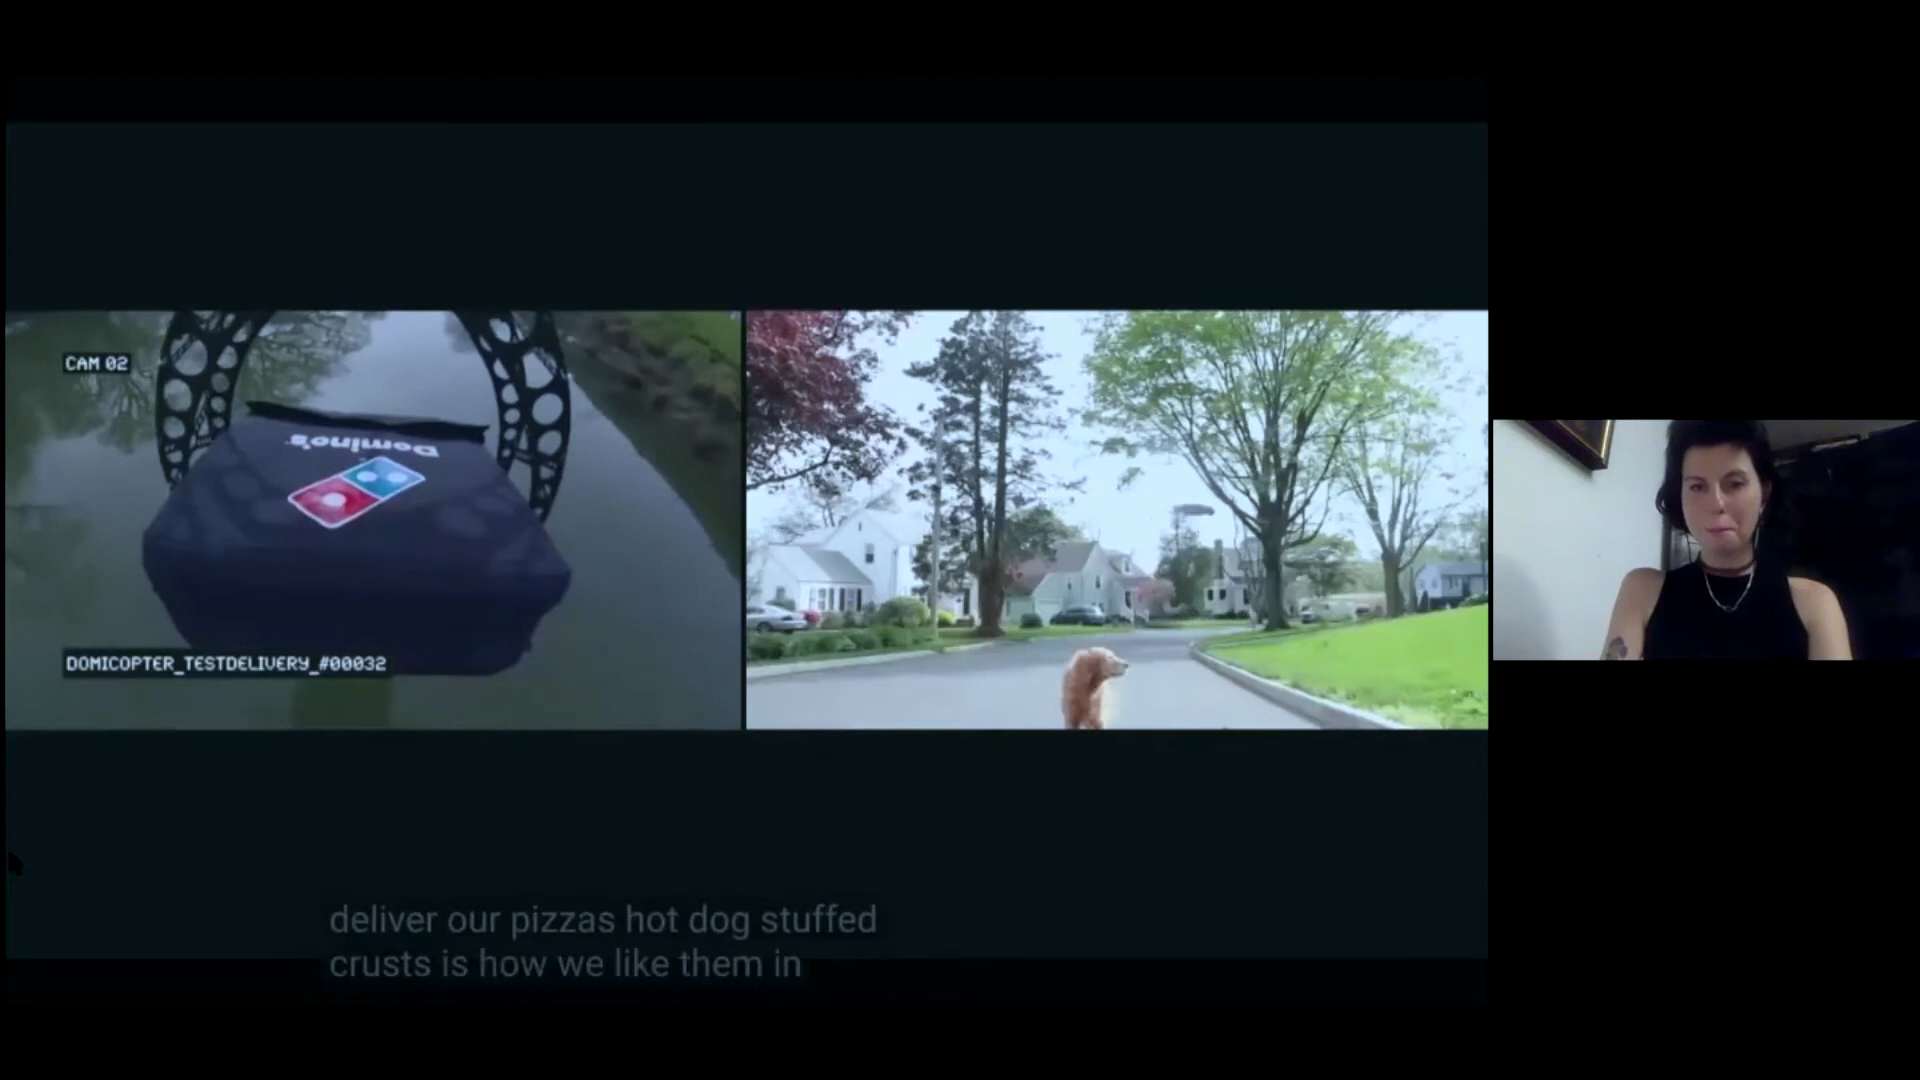 CAM 02
Domino's
DOMICOPTER_TESTDELIVERY_#00032
deliver our pizzas hot dog stuffed
crusts is how we like them in